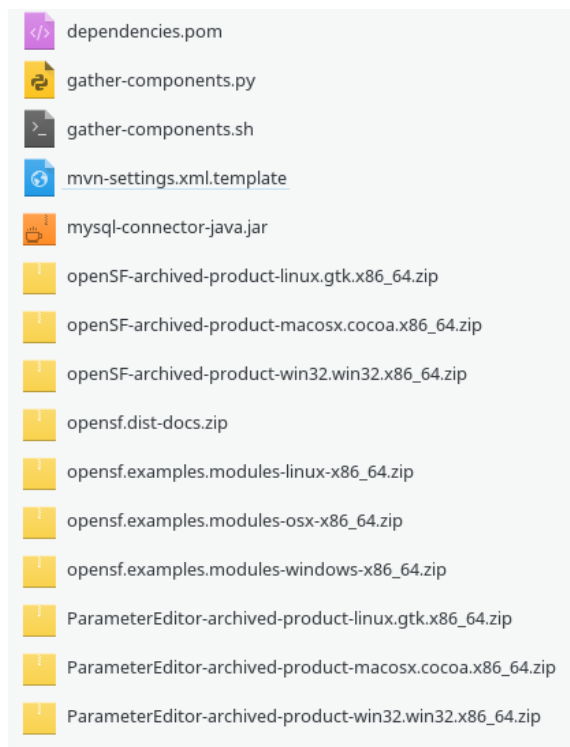 dependencies.pom
gather-components.py
gather-components.sh
mvn-settings.xml.template
mysql-connector-java.jar
openSF-archived-product-linux.gtk.x86_64.zip
openSF-archived-product-macosx.cocoa.x86_64.zip
openSF-archived-product-win32.win32.x86_64.zip
opensf.dist-docs.zip
opensf.examples.modules-linux-x86_64.zip
opensf.examples.modules-osx-x86_64.zip
opensf.examples.modules-windows-x86_64.zip
ParameterEditor-archived-product-linux.gtk.x86_64.zip
ParameterEditor-archived-product-macosx.cocoa.x86_64.zip
ParameterEditor-archived-product-win32.win32.x86_64.zip